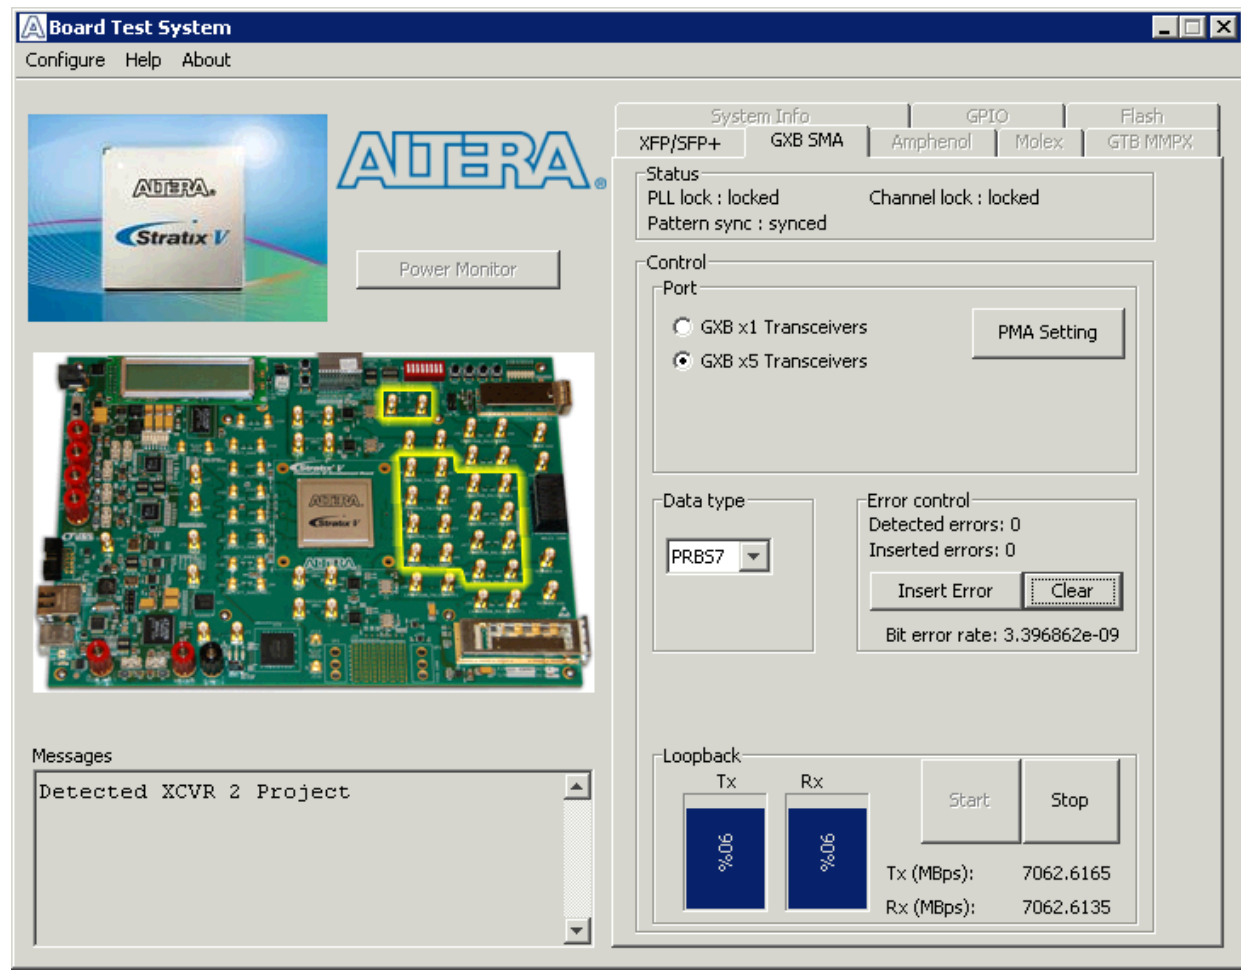 Board Test System
Configure Help About
ALTERA®
ALTERA®
Stratix V
Power Monitor
Stratix V
ALTERA
Stratix V
ALTERA
Messages
Detected XCVR 2 Project
System Info GPIO Flash
XFP/SFP+ GXB SMA Amphenol Molex GTB MMPX
Status
PLL lock : locked Channel lock : locked
Pattern sync : synced
Control
Port
GXB x1 Transceivers
GXB x5 Transceivers
PMA Setting
Data type
PRBS7
Error control
Detected errors: 0
Inserted errors: 0
Insert Error Clear
Bit error rate: 3.396862e-09
Loopback
Tx Rx
90% 90%
Start Stop
Tx (MBps): 7062.6165
Rx (MBps): 7062.6135